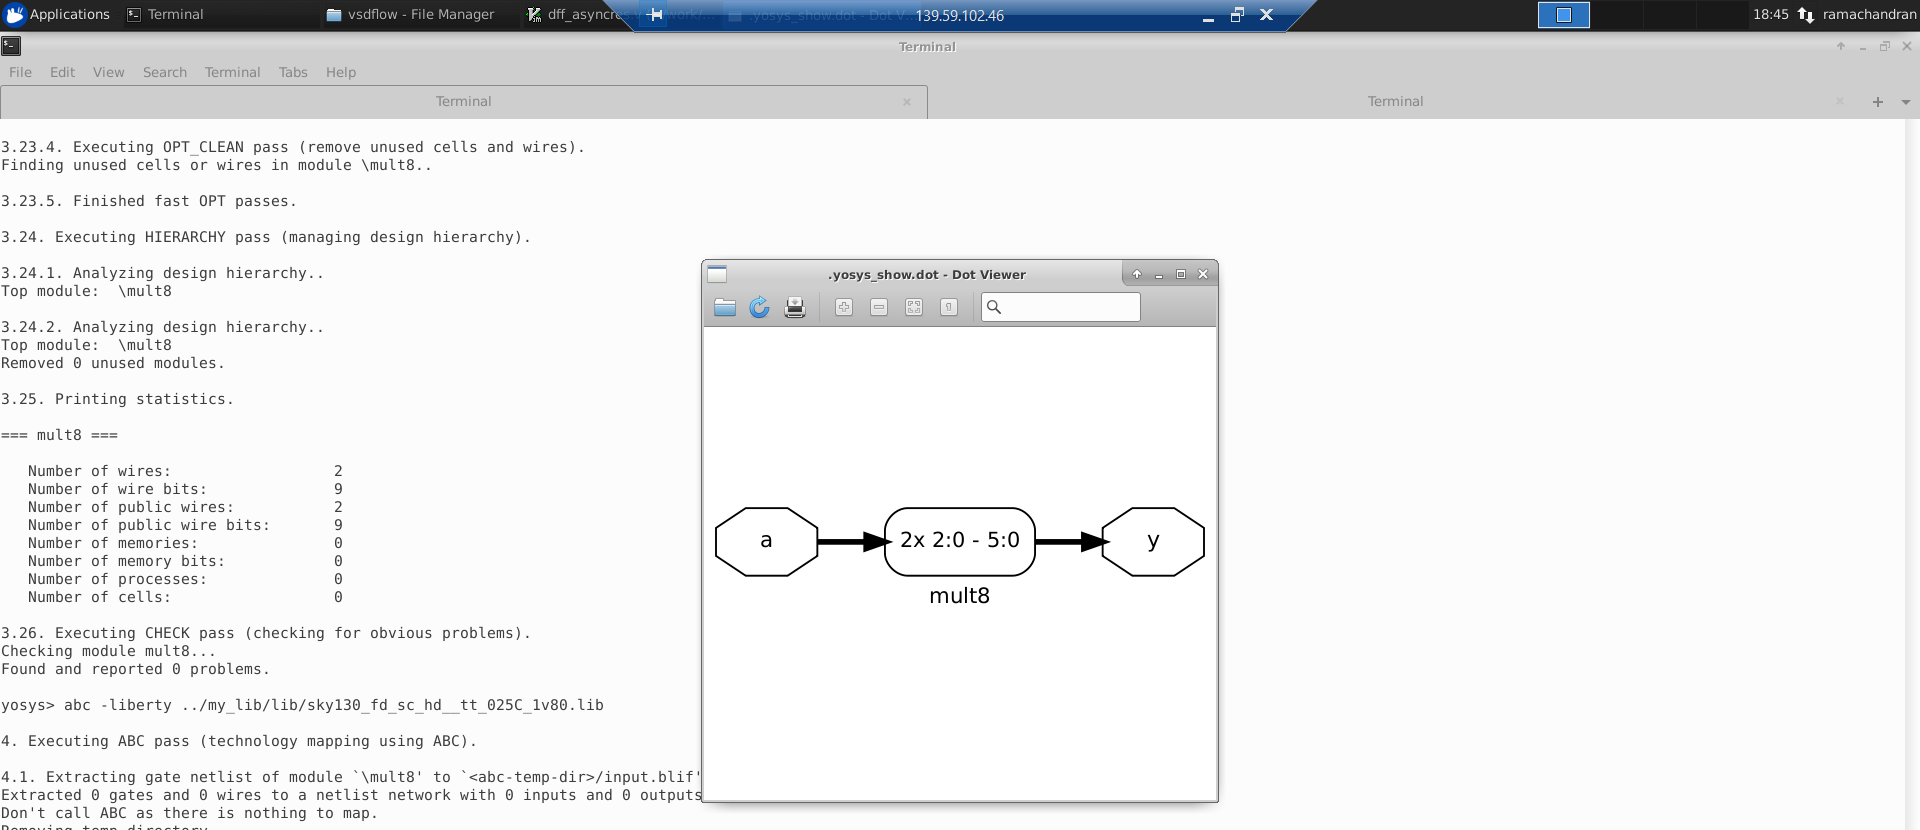 Applications
Terminal
vsdflow - File Manager
139.59.102.46
18:45
ramachandran
Terminal
File Edit View Search Terminal Tabs Help
Terminal
Terminal
3.23.4. Executing OPT_CLEAN pass (remove unused cells and wires).
Finding unused cells or wires in module \mult8..
3.23.5. Finished fast OPT passes.
3.24. Executing HIERARCHY pass (managing design hierarchy).
3.24.1. Analyzing design hierarchy..
Top module:  \mult8
3.24.2. Analyzing design hierarchy..
Top module:  \mult8
Removed 0 unused modules.
3.25. Printing statistics.
=== mult8 ===
Number of wires: 2
Number of wire bits: 9
Number of public wires: 2
Number of public wire bits: 9
Number of memories: 0
Number of memory bits: 0
Number of processes: 0
Number of cells: 0
3.26. Executing CHECK pass (checking for obvious problems).
Checking module mult8...
Found and reported 0 problems.
yosys> abc -liberty ../my_lib/lib/sky130_fd_sc_hd__tt_025C_1v80.lib
4. Executing ABC pass (technology mapping using ABC).
4.1. Extracting gate netlist of module `\mult8' to `<abc-temp-dir>/input.blif'
Extracted 0 gates and 0 wires to a netlist network with 0 inputs and 0 outputs
Don't call ABC as there is nothing to map.
Removing temp directory
.yosys_show.dot - Dot Viewer
a
2x 2:0 - 5:0
y
mult8